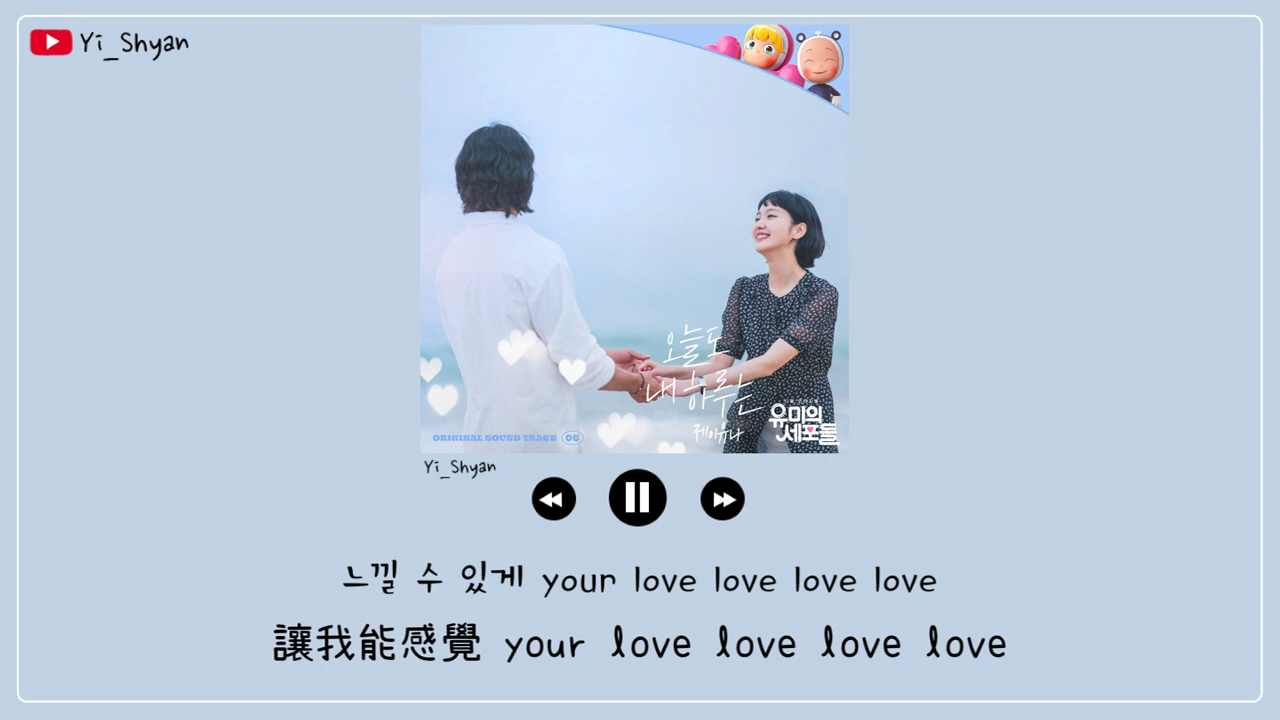 Yi_Shyan
오늘도
내 하루는
제이유나
유미의
세포들
ORIGINAL SOUND TRACK 06
Yi_Shyan
느낄 수 있게 your love love love love
讓我能感覺 your love love love love